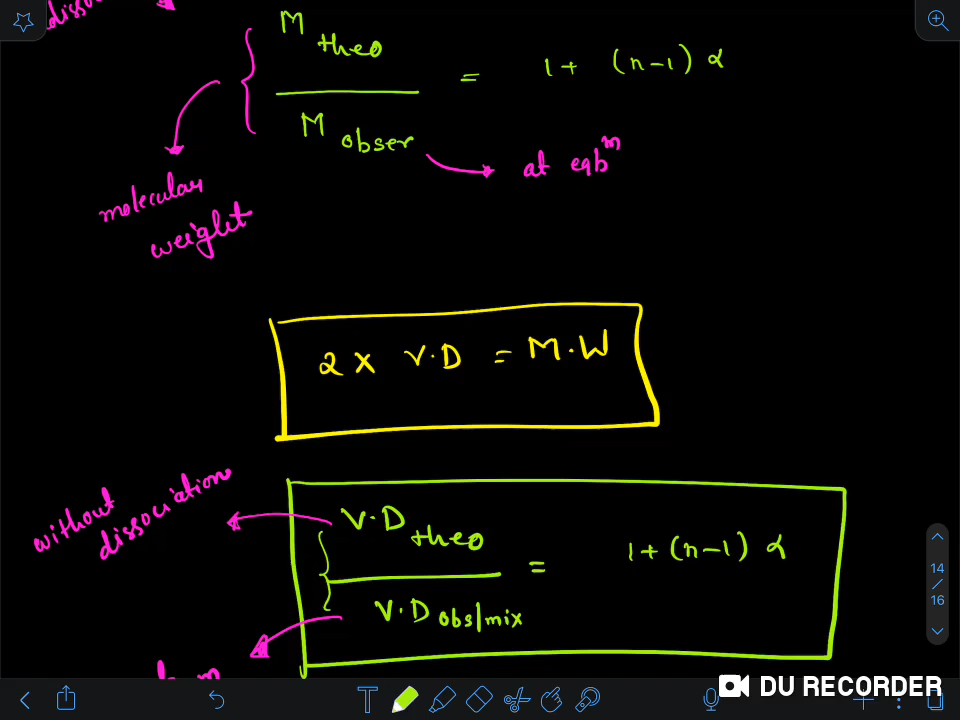 M theo
= 1 + (n-1) α
M obser
at eqb^m
molecular
weight
2 x V.D = M.W
without
dissociation
V.D theo
= 1 + (n-1) α
V.D obs/mix
14
/
16
DU RECORDER